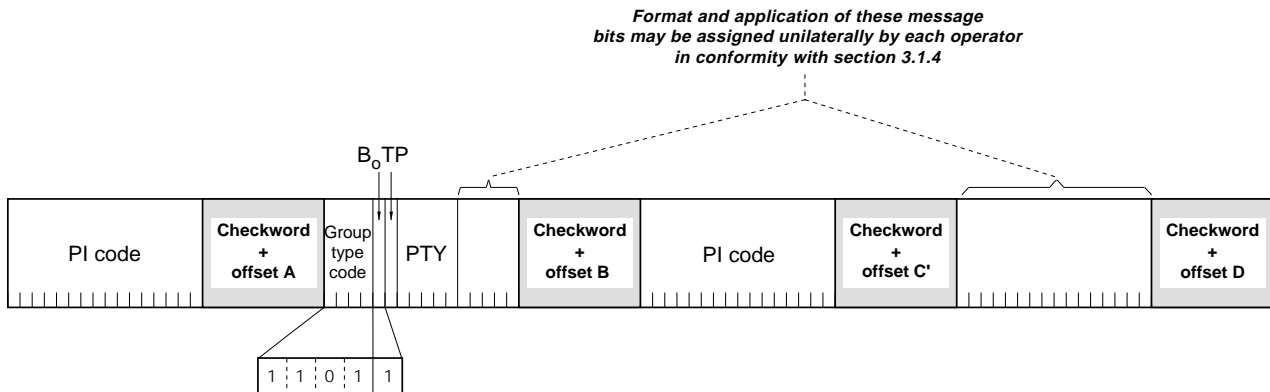 Format and application of these message
bits may be assigned unilaterally by each operator
in conformity with section 3.1.4
BoTP
PI code
Checkword
+
offset A
Group
type
code
PTY
Checkword
+
offset B
PI code
Checkword
+
offset C'
Checkword
+
offset D
1 1 0 1 1